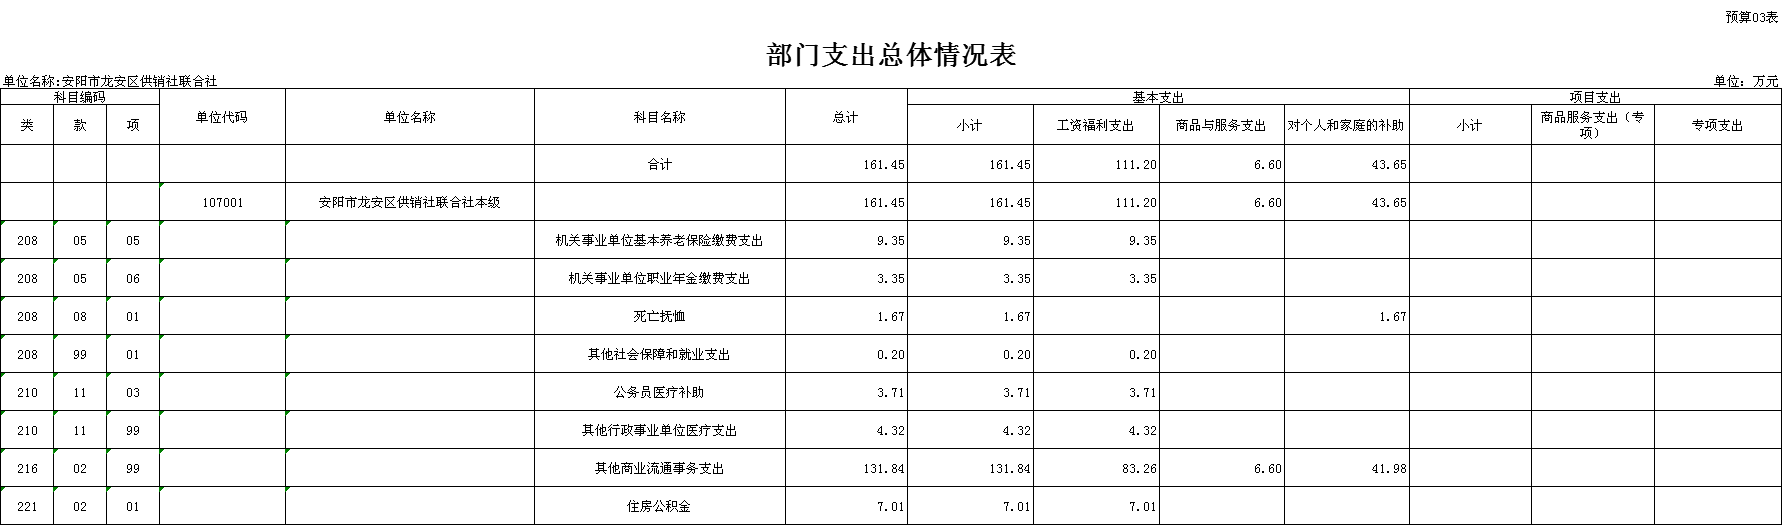 预算03表
部门支出总体情况表
单位名称:安阳市龙安区供销社联合社 单位：万元
科目编码 单位代码 单位名称 科目名称 总计 基本支出 项目支出
类 款 项 小计 工资福利支出 商品与服务支出 对个人和家庭的补助 小计 商品服务支出（专项） 专项支出
合计 161.45 161.45 111.20 6.60 43.65
107001 安阳市龙安区供销社联合社本级 161.45 161.45 111.20 6.60 43.65
208 05 05 机关事业单位基本养老保险缴费支出 9.35 9.35 9.35
208 05 06 机关事业单位职业年金缴费支出 3.35 3.35 3.35
208 08 01 死亡抚恤 1.67 1.67 1.67
208 99 01 其他社会保障和就业支出 0.20 0.20 0.20
210 11 03 公务员医疗补助 3.71 3.71 3.71
210 11 99 其他行政事业单位医疗支出 4.32 4.32 4.32
216 02 99 其他商业流通事务支出 131.84 131.84 83.26 6.60 41.98
221 02 01 住房公积金 7.01 7.01 7.01